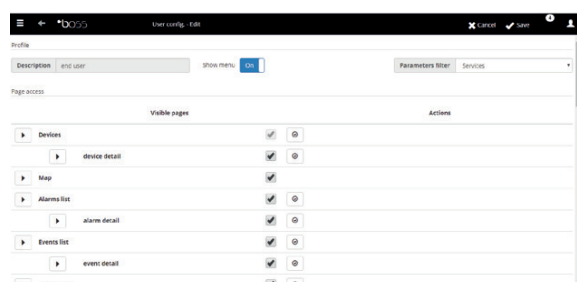 boss User config. - Edit Cancel Save 4
Profile
Description end user Show menu On Parameters filter Services
Page access
Visible pages Actions
Devices
device detail
Map
Alarms list
alarm detail
Events list
event detail